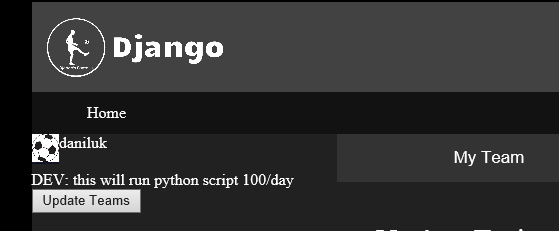 Django
Home
daniluk
My Team
DEV: this will run python script 100/day
Update Teams